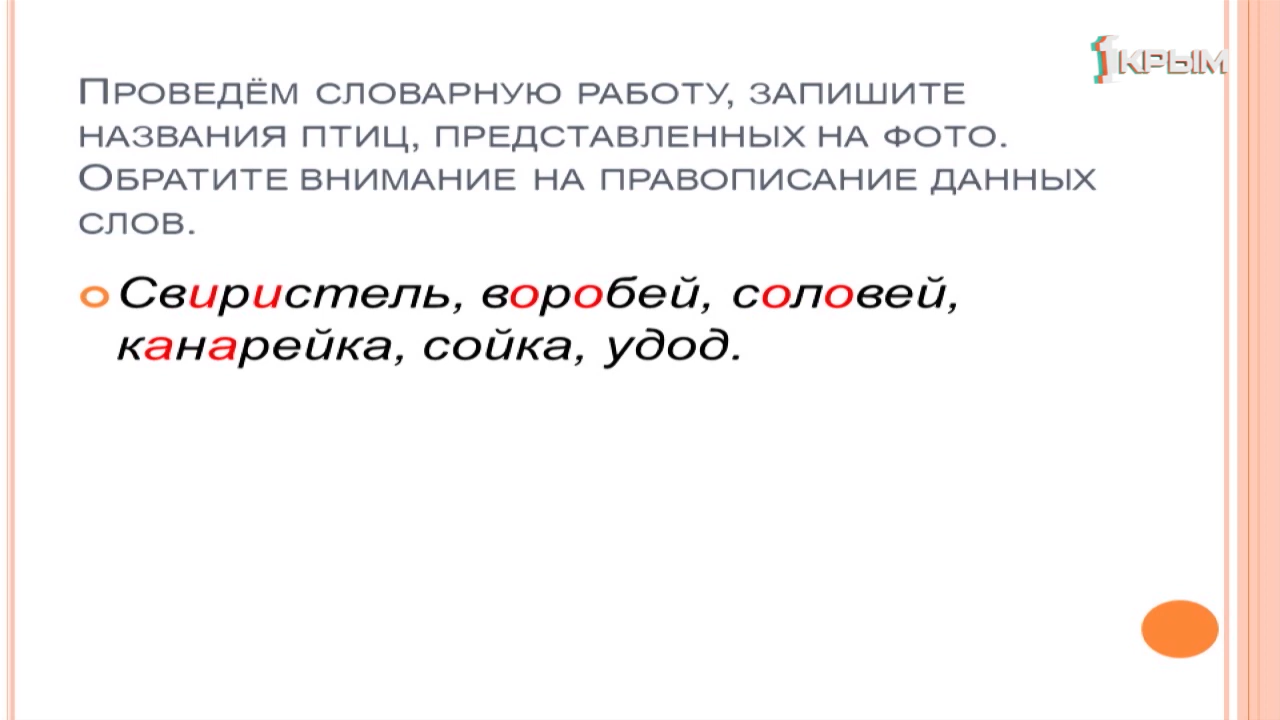 1КРЫМ
Проведём словарную работу, запишите
названия птиц, представленных на фото.
Обратите внимание на правописание данных
слов.
Свиристель, воробей, соловей,
канарейка, сойка, удод.